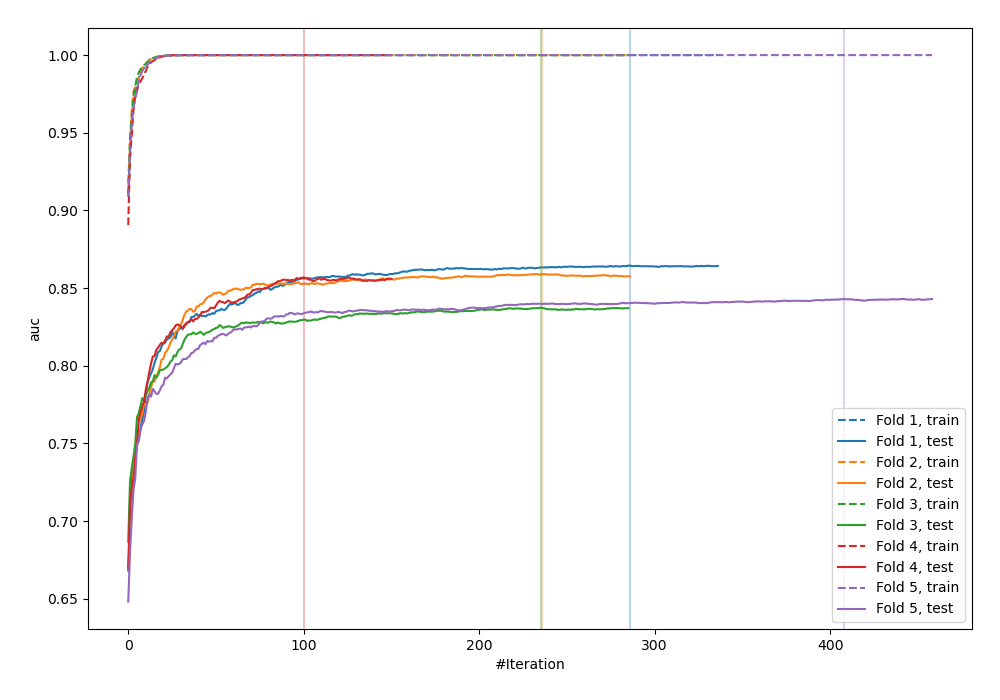 1.00
0.95
0.90
0.85
0.80
0.75
0.70
0.65
auc
0
100
200
300
400
#Iteration
Fold 1, train
Fold 1, test
Fold 2, train
Fold 2, test
Fold 3, train
Fold 3, test
Fold 4, train
Fold 4, test
Fold 5, train
Fold 5, test